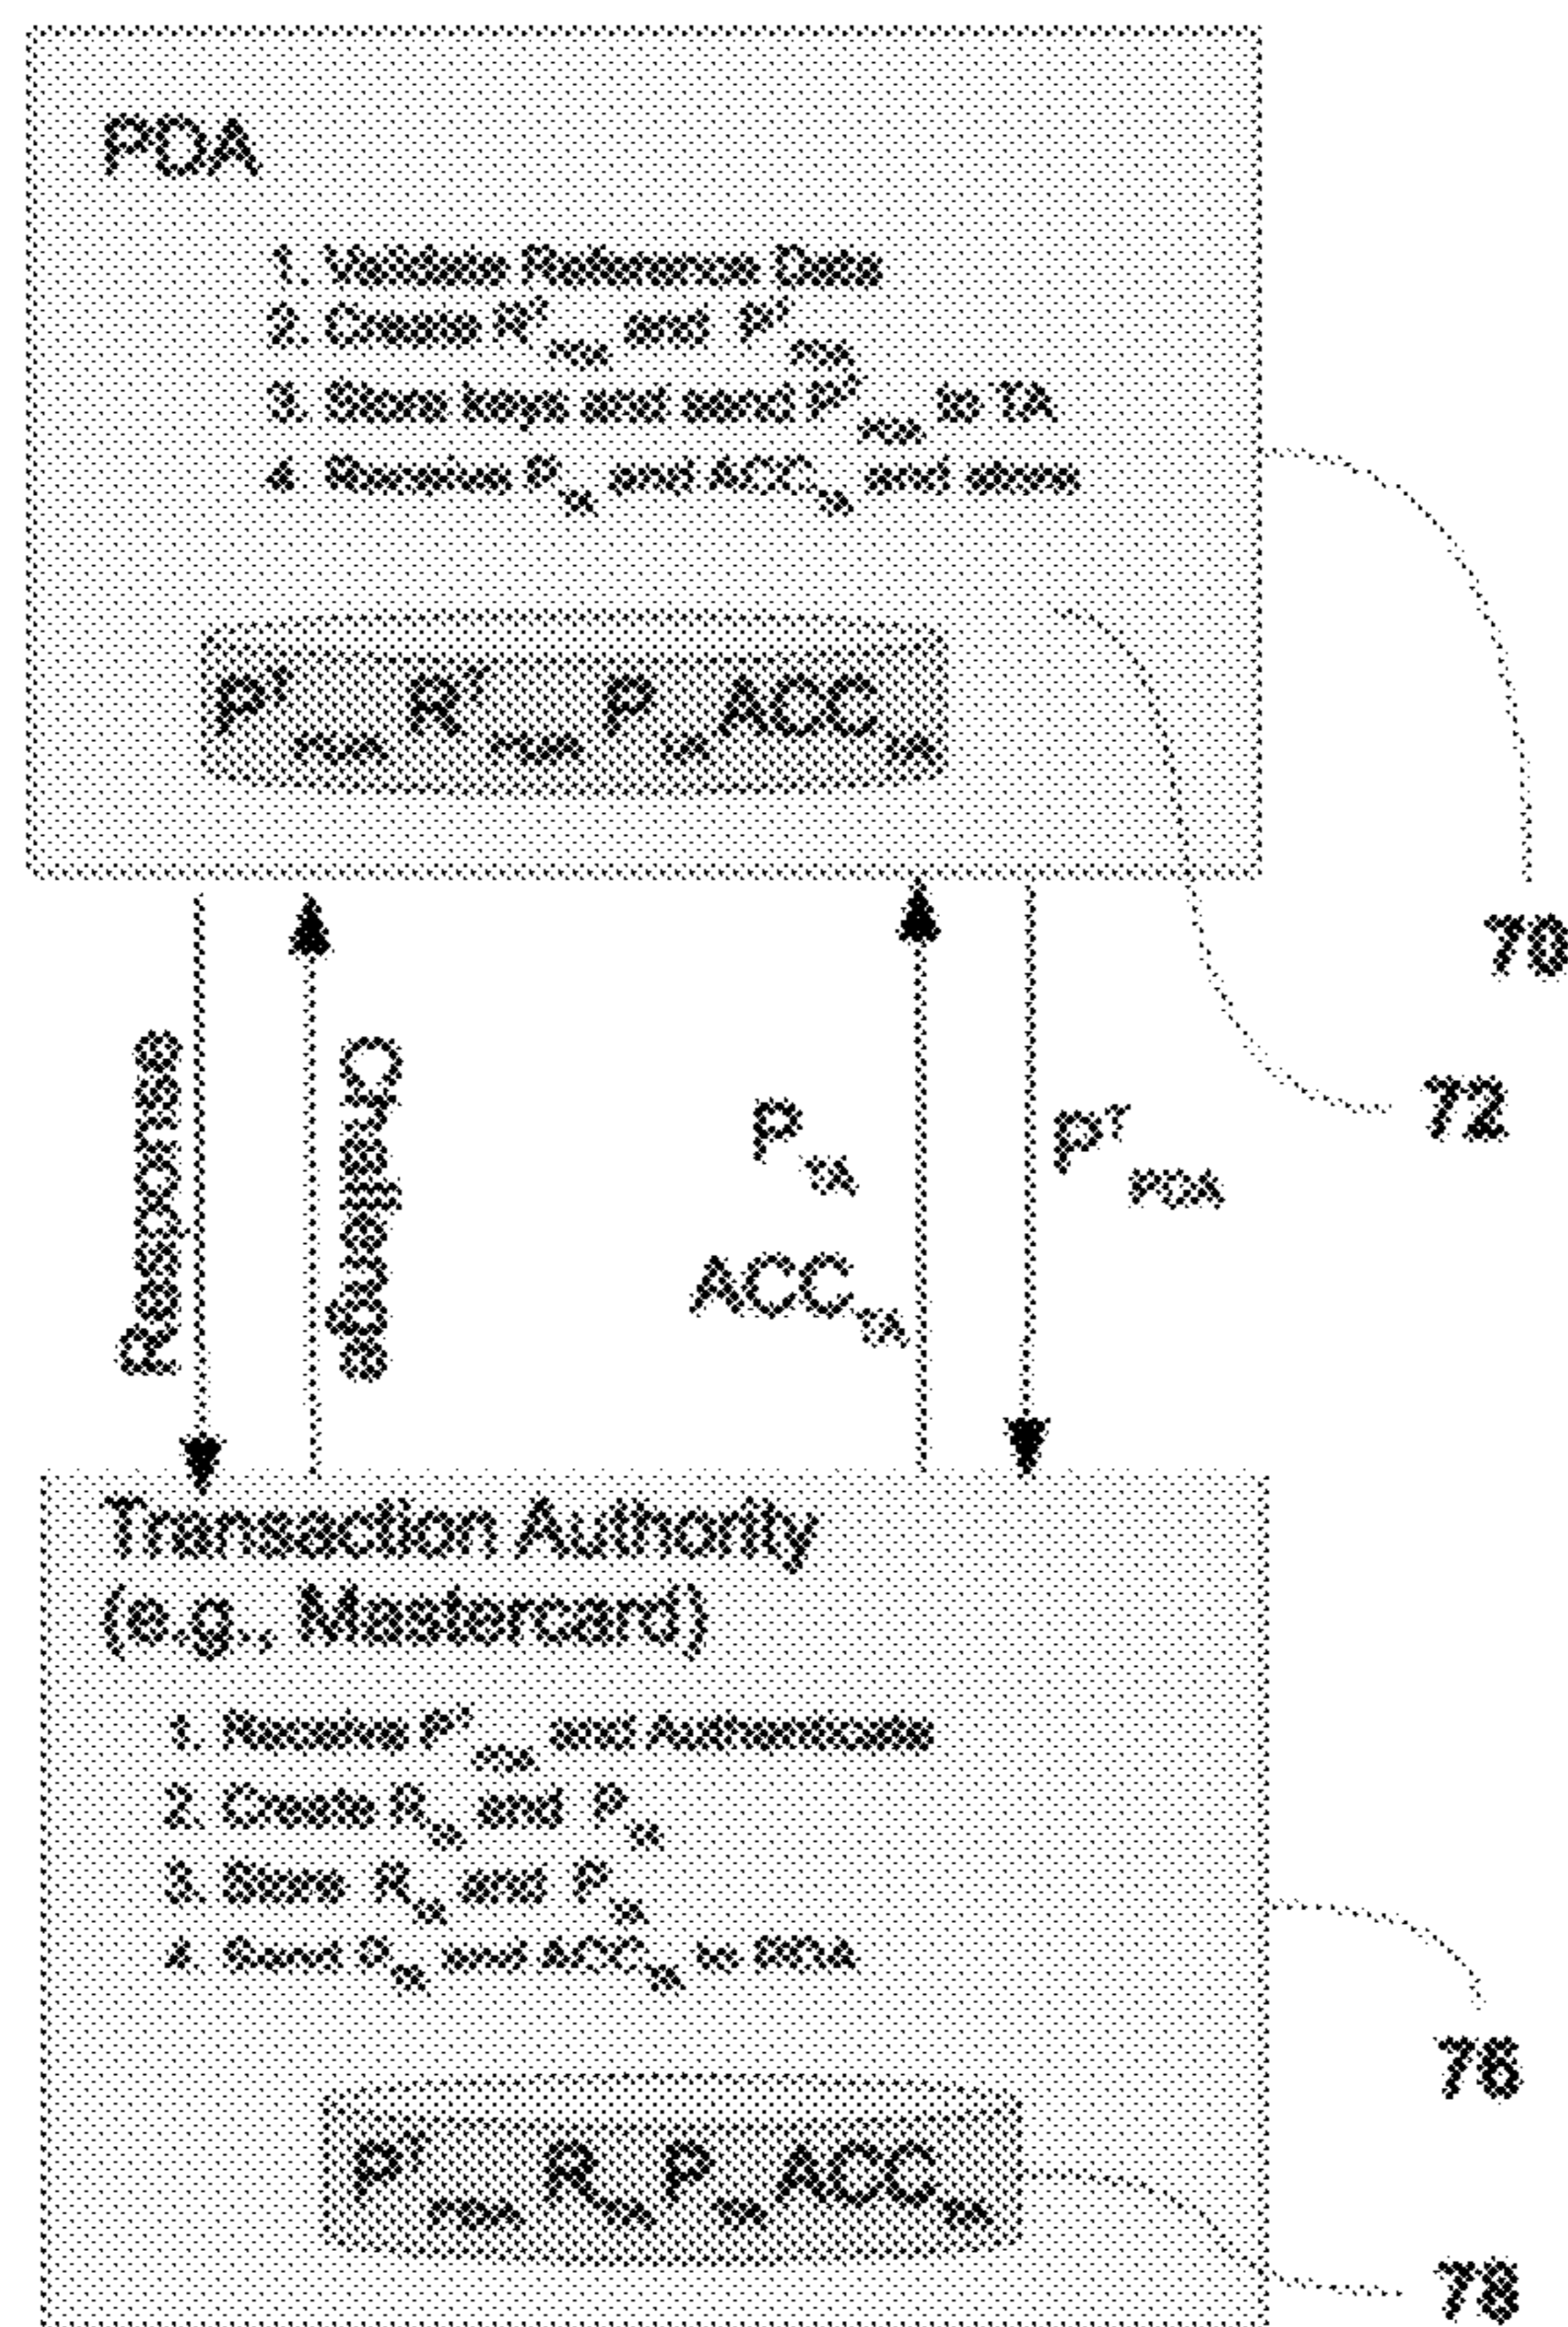 PDA
1. Validate Reference Data
2. Create R?PDA and P?PDA
3. Store keys and send P?PDA to TA
4. Receive PTA and ACCTA and store
P?PDA R?PDA PTA ACCTA
70
72
Response
Challenge
PTA
ACCTA
P?PDA
Transaction Authority
(e.g., Mastercard)
1. Receive P?PDA and Authenticate
2. Create RTA and PTA
3. Store RTA and PTA
4. Send PTA and ACCTA to PDA
76
P?PDA RTA PTA ACCTA
78